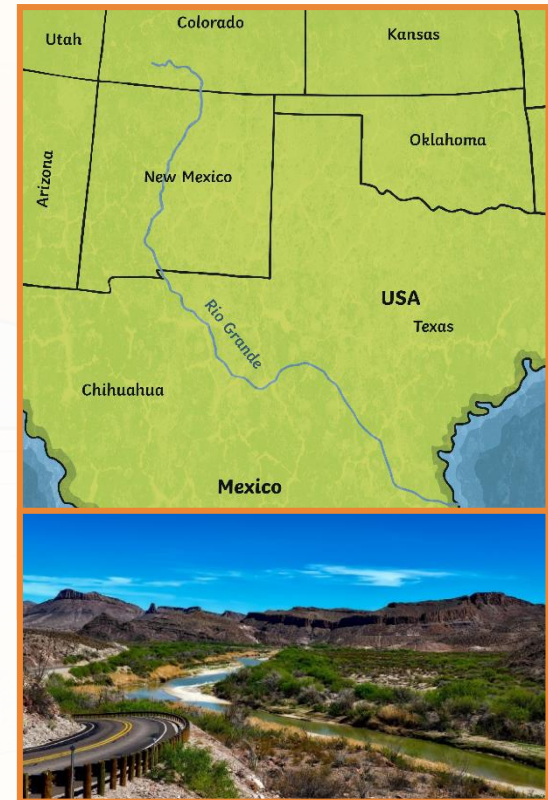 Colorado
Utah
Kansas
Oklahoma
Arizona
New Mexico
USA
Texas
Rio Grande
Chihuahua
Mexico